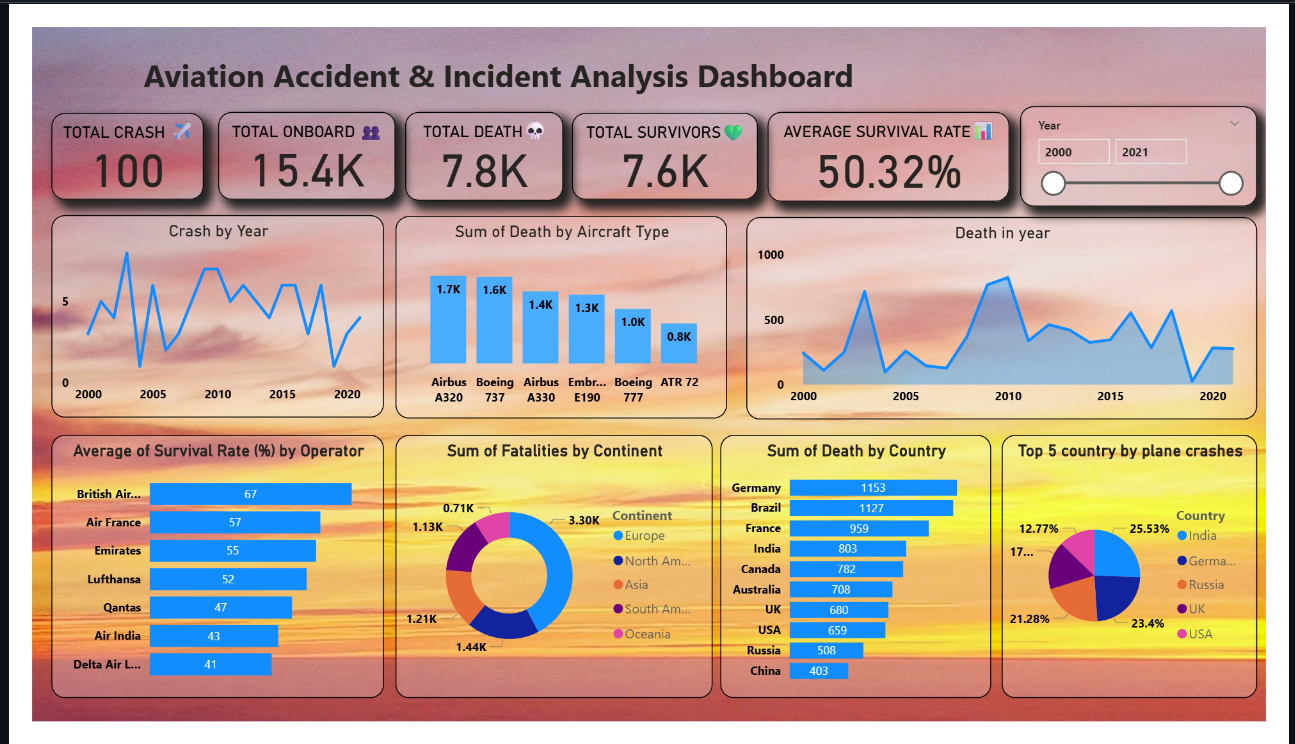 Aviation Accident & Incident Analysis Dashboard
TOTAL CRASH ✈️
100
TOTAL ONBOARD 👥
15.4K
TOTAL DEATH 💀
7.8K
TOTAL SURVIVORS 💚
7.6K
AVERAGE SURVIVAL RATE 📊
50.32%
Year
2000 2021
Crash by Year
5
0
2000 2005 2010 2015 2020
Sum of Death by Aircraft Type
1.7K 1.6K 1.4K 1.3K 1.0K 0.8K
Airbus Boeing Airbus Embr... Boeing ATR 72
A320 737 A330 E190 777
Death in year
1000
500
0
2000 2005 2010 2015 2020
Average of Survival Rate (%) by Operator
British Air... 67
Air France 57
Emirates 55
Lufthansa 52
Qantas 47
Air India 43
Delta Air L... 41
Sum of Fatalities by Continent
0.71K
3.30K
1.13K
1.21K
1.44K
Continent
Europe
North Am...
Asia
South Am...
Oceania
Sum of Death by Country
Germany 1153
Brazil 1127
France 959
India 803
Canada 782
Australia 708
UK 680
USA 659
Russia 508
China 403
Top 5 country by plane crashes
12.77% 25.53%
17...
21.28% 23.4%
Country
India
Germa...
Russia
UK
USA